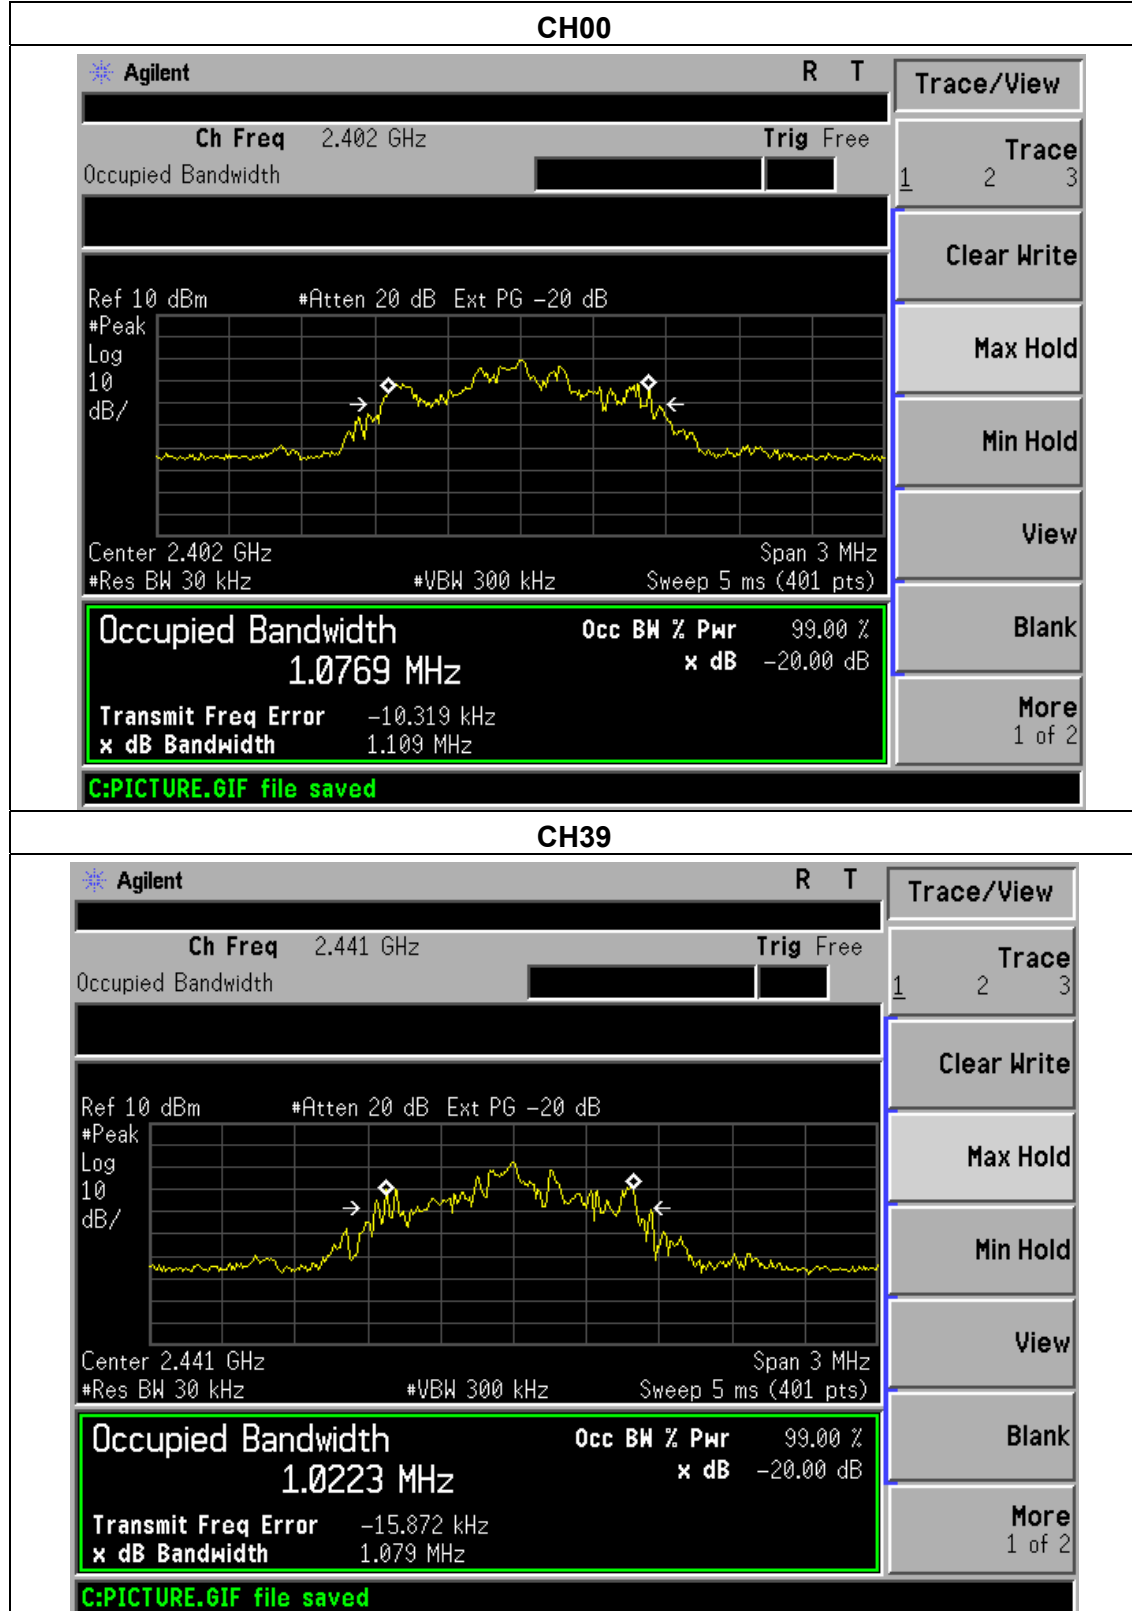 CH00
Agilent R T Trace/View
Ch Freq 2.402 GHz Trig Free
Occupied Bandwidth
Trace
1 2 3
Clear Write
Max Hold
Min Hold
View
Blank
More
1 of 2
Ref 10 dBm #Atten 20 dB Ext PG -20 dB
#Peak
Log
10
dB/
Center 2.402 GHz Span 3 MHz
#Res BW 30 kHz #VBW 300 kHz Sweep 5 ms (401 pts)
Occupied Bandwidth Occ BW % Pwr 99.00 %
1.0769 MHz x dB -20.00 dB
Transmit Freq Error -10.319 kHz
x dB Bandwidth 1.109 MHz
C:PICTURE.GIF file saved
CH39
Agilent R T Trace/View
Ch Freq 2.441 GHz Trig Free
Occupied Bandwidth
Trace
1 2 3
Clear Write
Max Hold
Min Hold
View
Blank
More
1 of 2
Ref 10 dBm #Atten 20 dB Ext PG -20 dB
#Peak
Log
10
dB/
Center 2.441 GHz Span 3 MHz
#Res BW 30 kHz #VBW 300 kHz Sweep 5 ms (401 pts)
Occupied Bandwidth Occ BW % Pwr 99.00 %
1.0223 MHz x dB -20.00 dB
Transmit Freq Error -15.872 kHz
x dB Bandwidth 1.079 MHz
C:PICTURE.GIF file saved